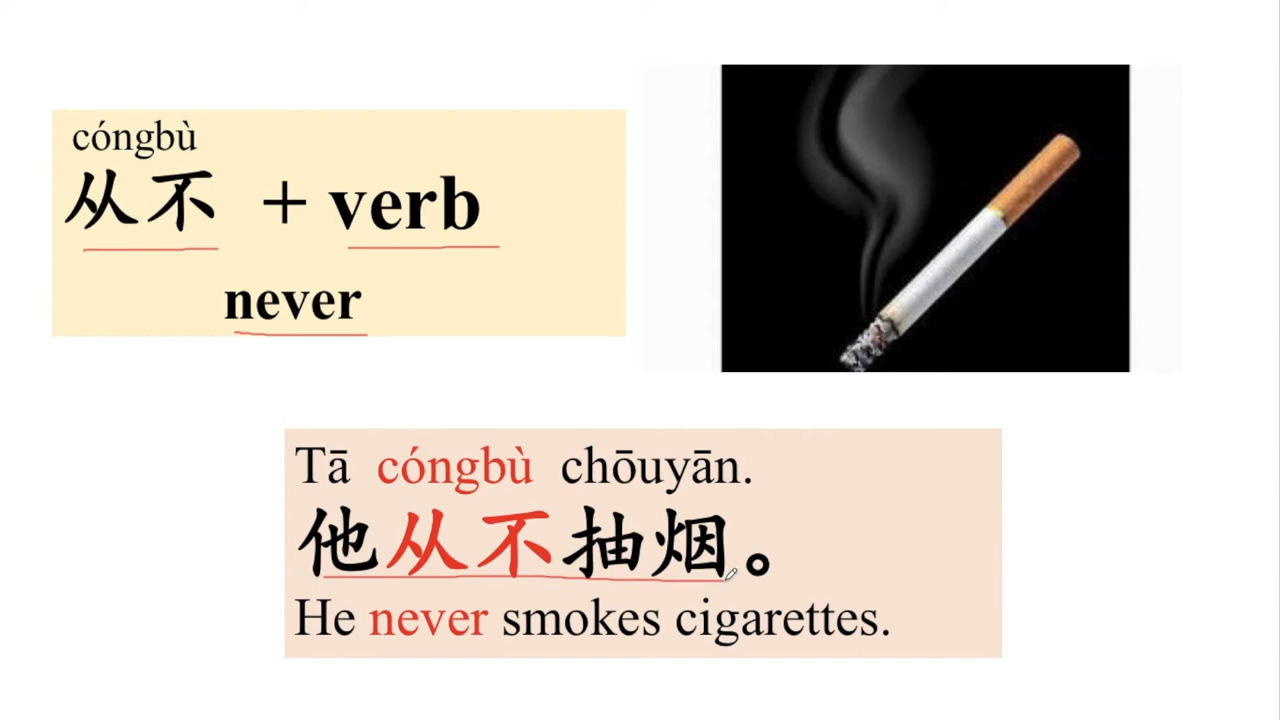 cóngbù
从不 + verb
never
Tā cóngbù chōuyān.
他从不抽烟。
He never smokes cigarettes.